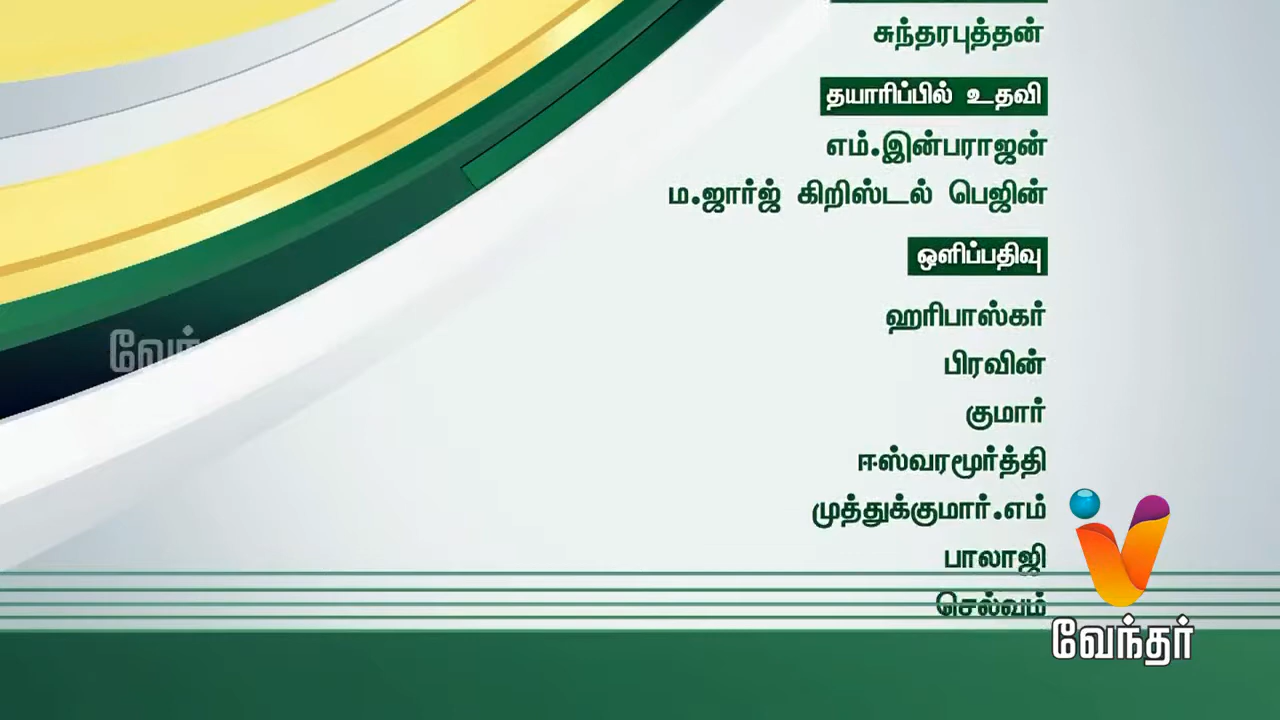 சுந்தரபுத்தன்
தயாரிப்பில் உதவி
எம்.இன்பராஜன்
ம.ஜார்ஜ் கிறிஸ்டல் பெஜின்
ஒளிப்பதிவு
ஹரிபாஸ்கர்
பிரவின்
குமார்
ஈஸ்வரமூர்த்தி
முத்துக்குமார்.எம்
பாலாஜி
செல்வம்
வேந்தர்